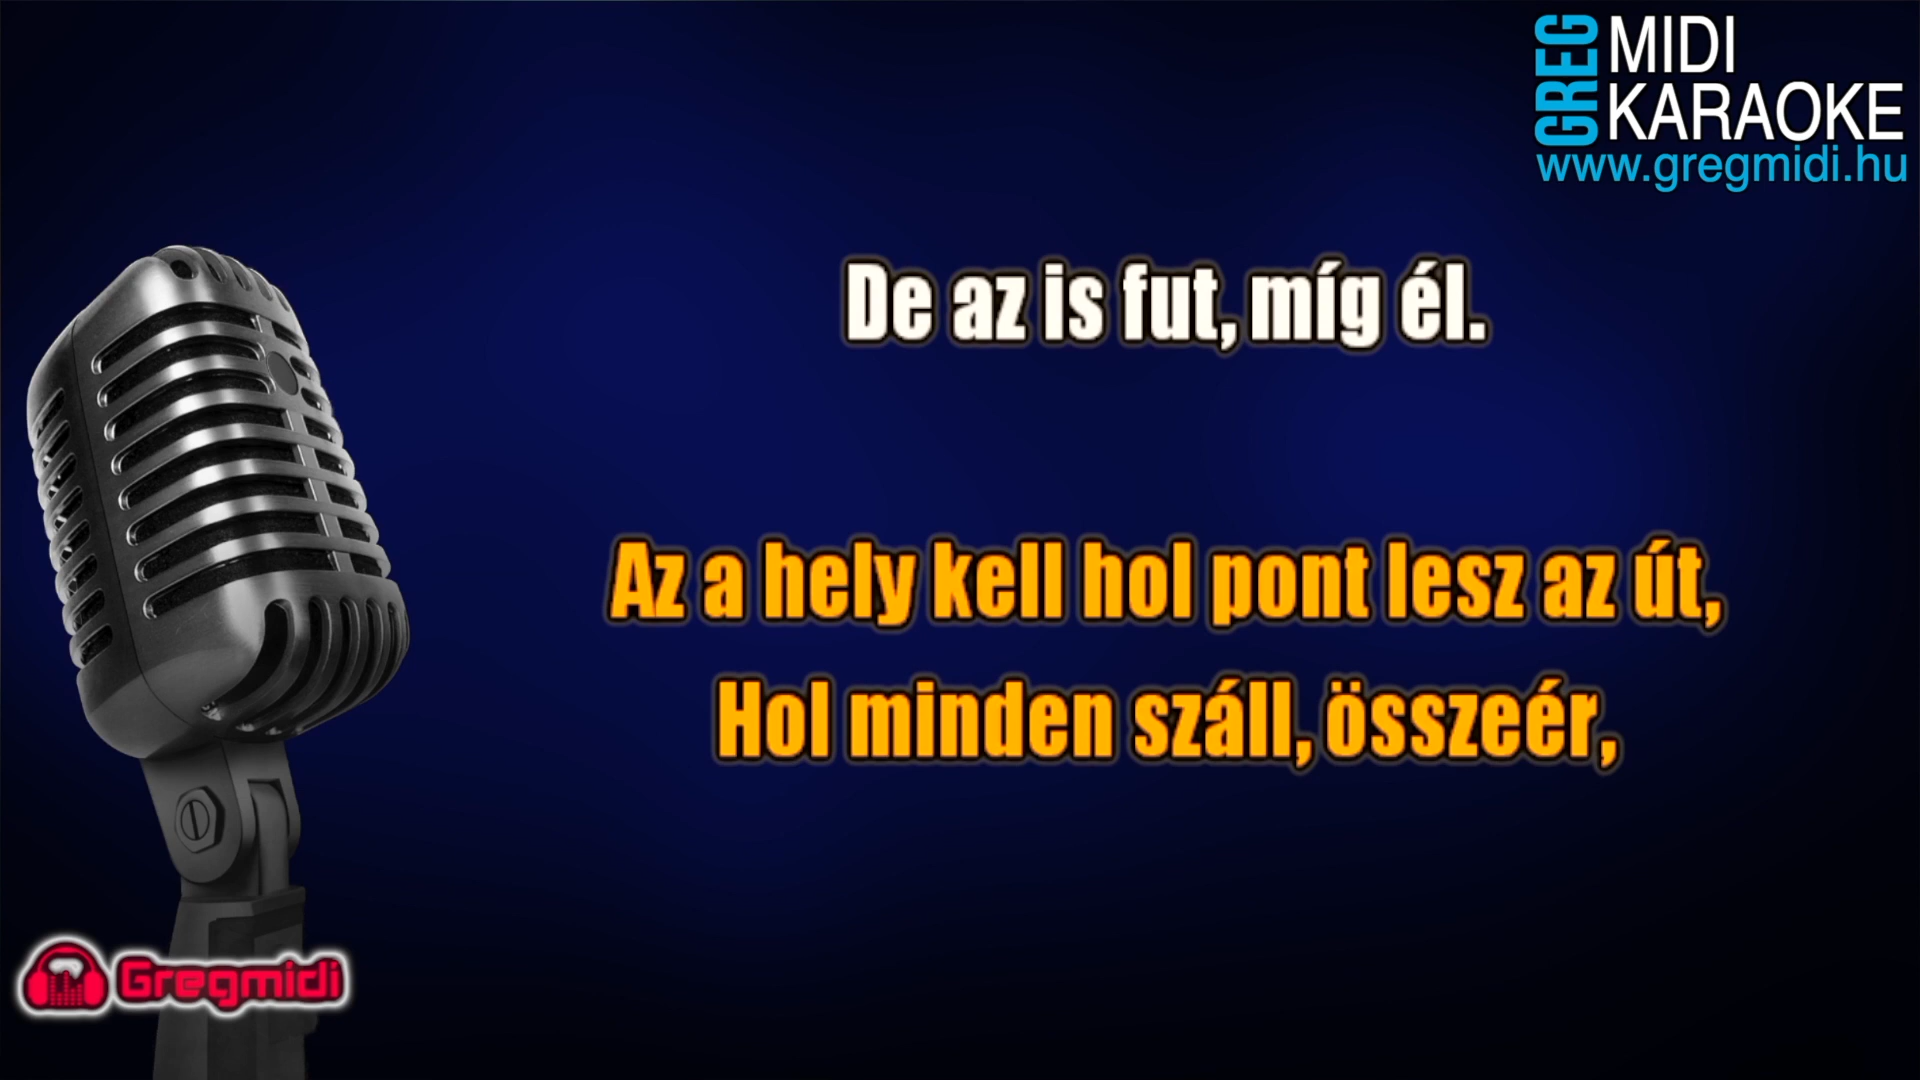 GREG MIDI
KARAOKE
www.gregmidi.hu
De az is fut, míg él.
Az a hely kell hol pont lesz az út,
Hol minden száll, összeér,
Gregmidi